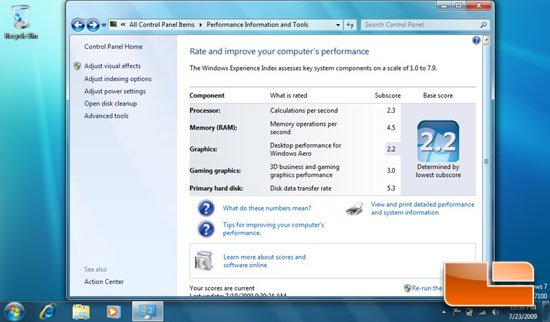 Recycle Bin
All Control Panel Items
Performance Information and Tools
Search Control Panel
Control Panel Home
Adjust visual effects
Adjust indexing options
Adjust power settings
Open disk cleanup
Advanced tools
See also
Action Center
Rate and improve your computer's performance
The Windows Experience Index assesses key system components on a scale of 1.0 to 7.9.
Component What is rated Subscore Base score
Processor: Calculations per second 2.3
Memory (RAM): Memory operations per
second 4.5
Graphics: Desktop performance for
Windows Aero 2.2
Gaming graphics: 3D business and gaming
graphics performance 3.0
Primary hard disk: Disk data transfer rate 5.3
2.2
Determined by
lowest subscore
What do these numbers mean?
Tips for improving your computer's
performance.
View and print detailed performance
and system information
Learn more about scores and
software online
Your scores are current
Last update: 7/10/2009
Re-run the
7100
7/23/2009